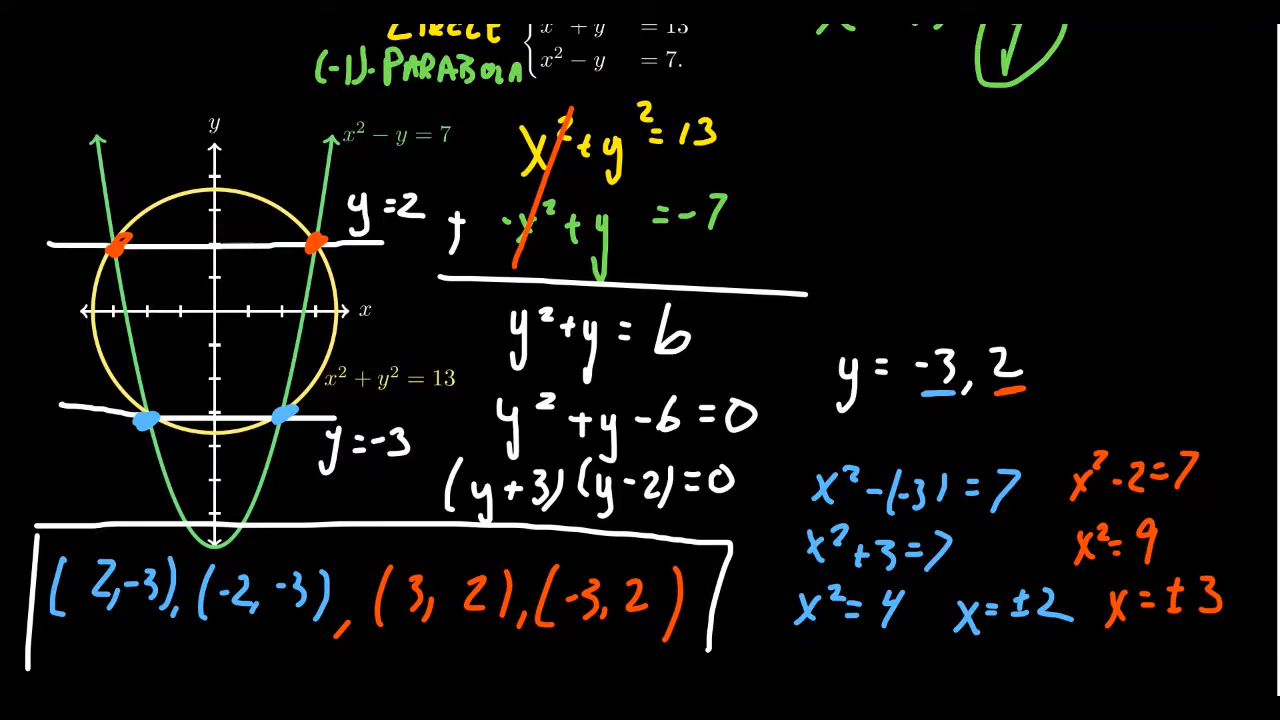 CIRCLE x² + y² = 13
(-1)·PARABOLA x² − y = 7.
y
x² − y = 7
x² + y² = 13
y = 2
+ -x² + y = -7
x
y² + y = 6
x² + y² = 13
y = -3, 2
y² + y - 6 = 0
y = -3
(y + 3)(y - 2) = 0
x² - (-3) = 7
x² - 2 = 7
x² + 3 = 7
x² = 9
(2, -3), (-2, -3), (3, 2), (-3, 2)
x² = 4 x = ±2 x = ±3